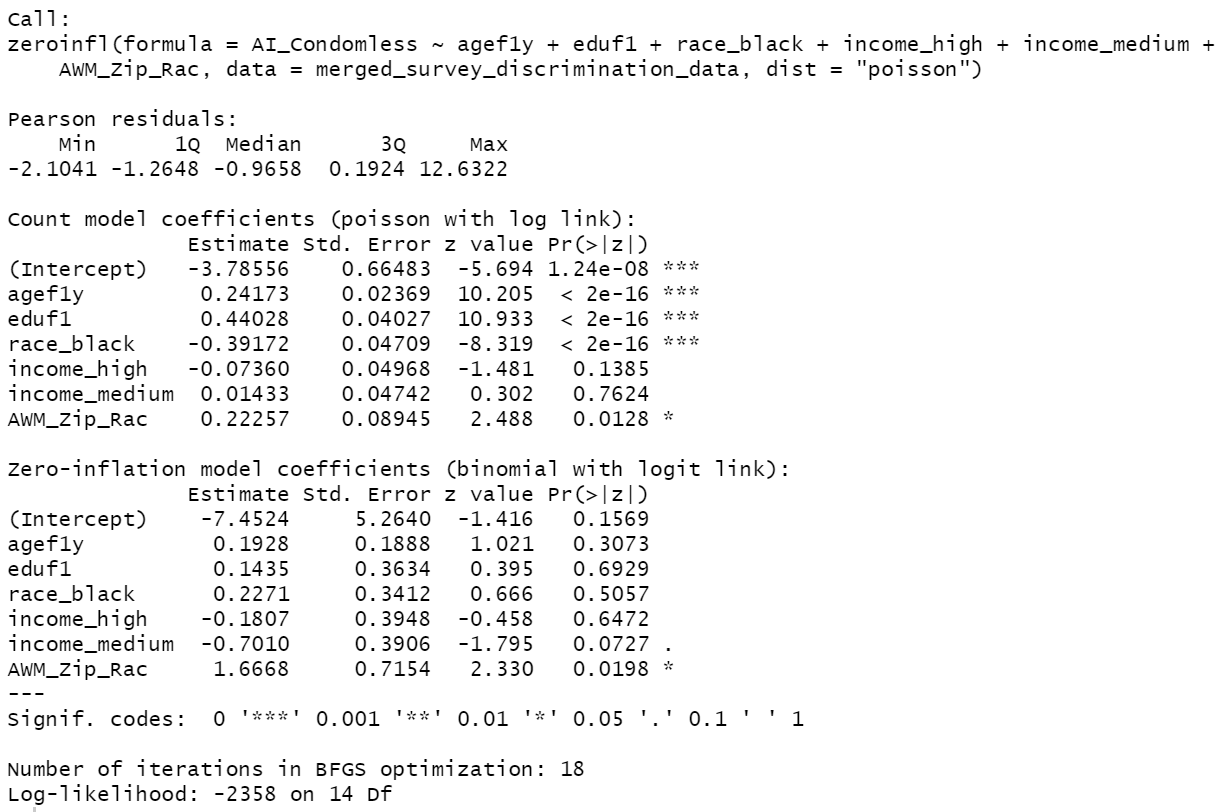 Call:
zeroinfl(formula = AI_Condomless ~ agef1y + eduf1 + race_black + income_high + income_medium +
    AWM_Zip_Rac, data = merged_survey_discrimination_data, dist = "poisson")

Pearson residuals:
    Min      1Q  Median      3Q     Max
-2.1041 -1.2648 -0.9658  0.1924 12.6322

Count model coefficients (poisson with log link):
              Estimate Std. Error z value Pr(>|z|)
(Intercept)   -3.78556    0.66483  -5.694 1.24e-08 ***
agef1y         0.24173    0.02369  10.205  < 2e-16 ***
eduf1          0.44028    0.04027  10.933  < 2e-16 ***
race_black    -0.39172    0.04709  -8.319  < 2e-16 ***
income_high   -0.07360    0.04968  -1.481   0.1385
income_medium  0.01433    0.04742   0.302   0.7624
AWM_Zip_Rac    0.22257    0.08945   2.488   0.0128 *

Zero-inflation model coefficients (binomial with logit link):
              Estimate Std. Error z value Pr(>|z|)
(Intercept)    -7.4524     5.2640  -1.416   0.1569
agef1y          0.1928     0.1888   1.021   0.3073
eduf1           0.1435     0.3634   0.395   0.6929
race_black      0.2271     0.3412   0.666   0.5057
income_high    -0.1807     0.3948  -0.458   0.6472
income_medium  -0.7010     0.3906  -1.795   0.0727 .
AWM_Zip_Rac     1.6668     0.7154   2.330   0.0198 *
---
Signif. codes:  0 '***' 0.001 '**' 0.01 '*' 0.05 '.' 0.1 ' ' 1

Number of iterations in BFGS optimization: 18
Log-likelihood: -2358 on 14 Df